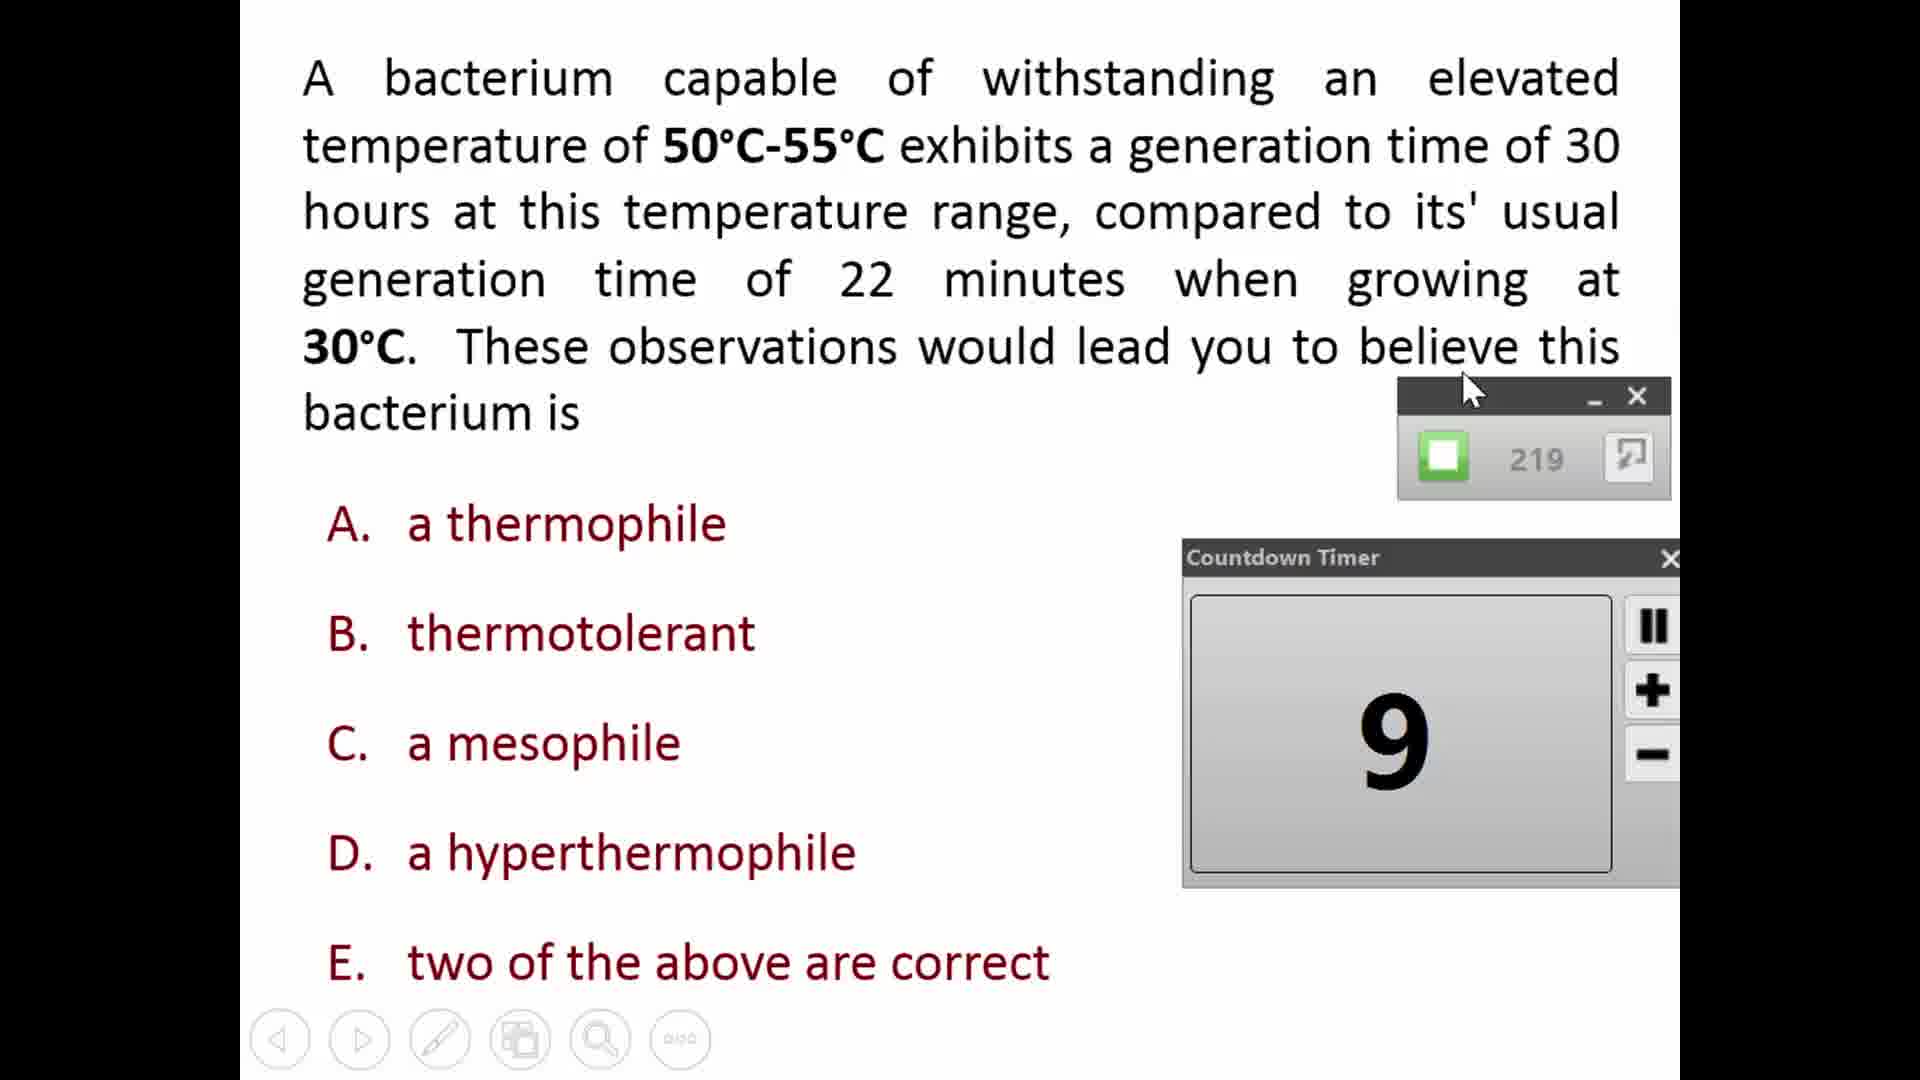 A bacterium capable of withstanding an elevated
temperature of 50°C-55°C exhibits a generation time of 30
hours at this temperature range, compared to its' usual
generation time of 22 minutes when growing at
30°C. These observations would lead you to believe this
bacterium is
219
A. a thermophile
Countdown Timer
B. thermotolerant
9
C. a mesophile
D. a hyperthermophile
E. two of the above are correct